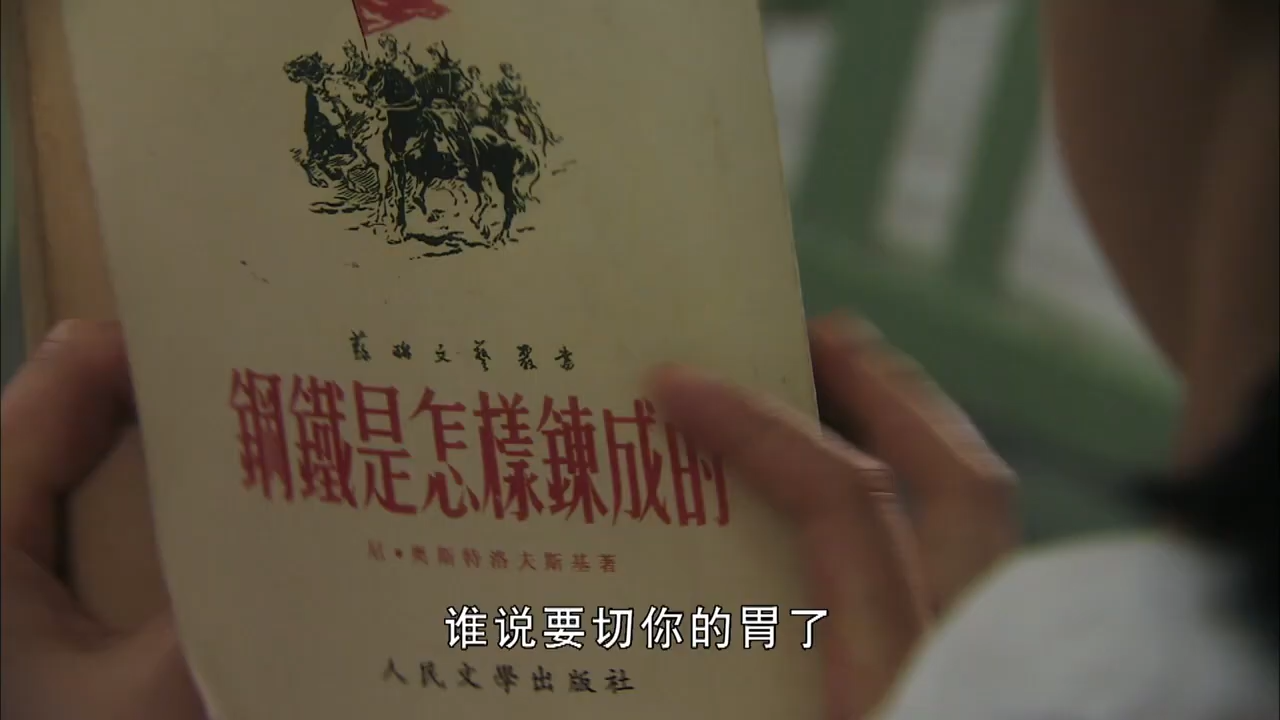 蘇聯文藝叢書
鋼鐵是怎樣鍊成的
尼·奧斯特洛夫斯基著
谁说要切你的胃了
人民文學出版社